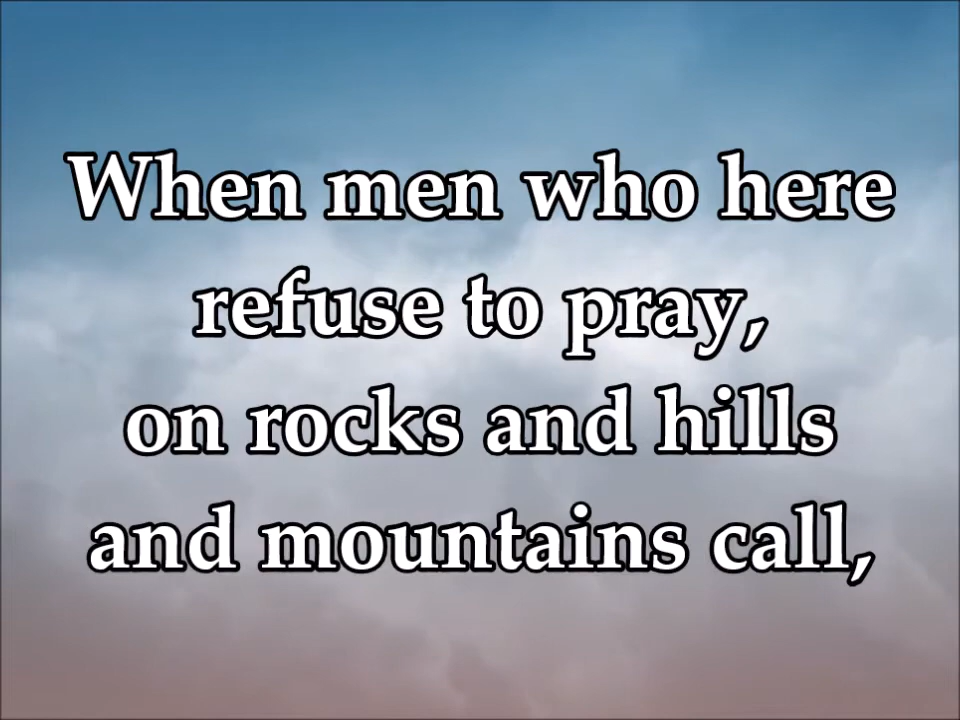 When men who here
refuse to pray,
on rocks and hills
and mountains call,